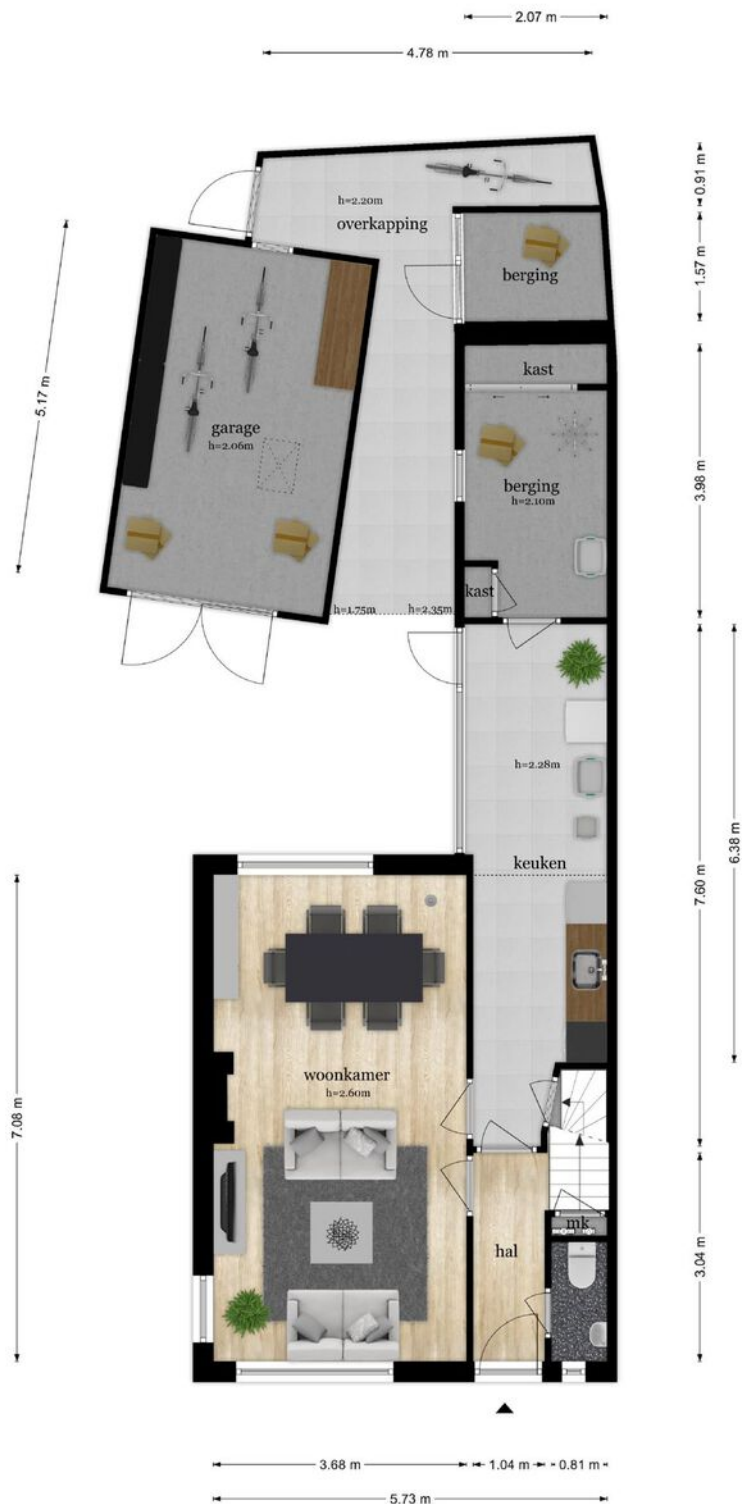 2.07 m
4.78 m
0.91 m
h=2.20m
overkapping
1.57 m
berging
5.17 m
kast
garage
h=2.06m
berging
h=2.10m
3.98 m
kast
h=1.75m
h=2.35m
h=2.28m
keuken
7.60 m
6.38 m
woonkamer
h=2.60m
7.08 m
mk
hal
3.04 m
3.68 m
1.04 m
0.81 m
5.73 m